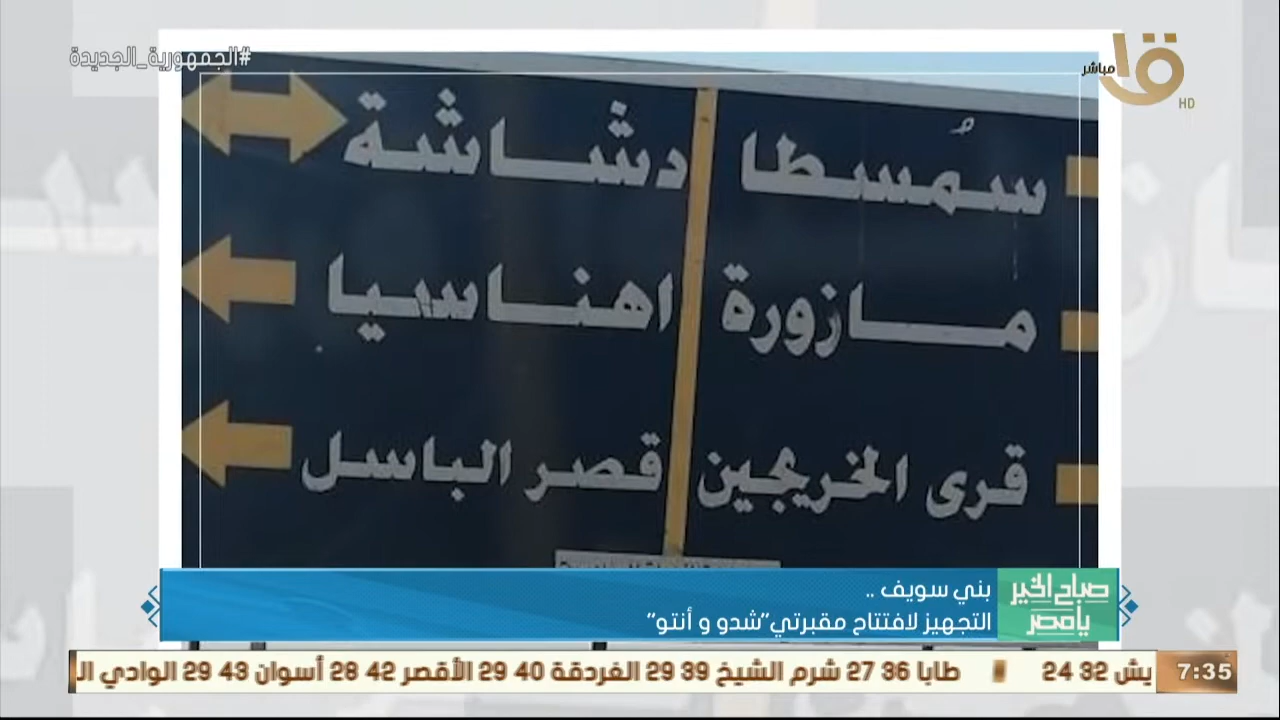 #الجمهورية_الجديدة
مباشر
HD
سُمسطا دشاشة
مازورة اهناسيا
قرى الخريجين قصر الباسل
صباح الخير يا مصر
بني سويف ..
التجهيز لافتتاح مقبرتي "شدو و أنتو"
7:35
يش 32 24 طابا 36 27 شرم الشيخ 39 29 الغردقة 40 29 الأقصر 42 28 أسوان 43 29 الوادي ال